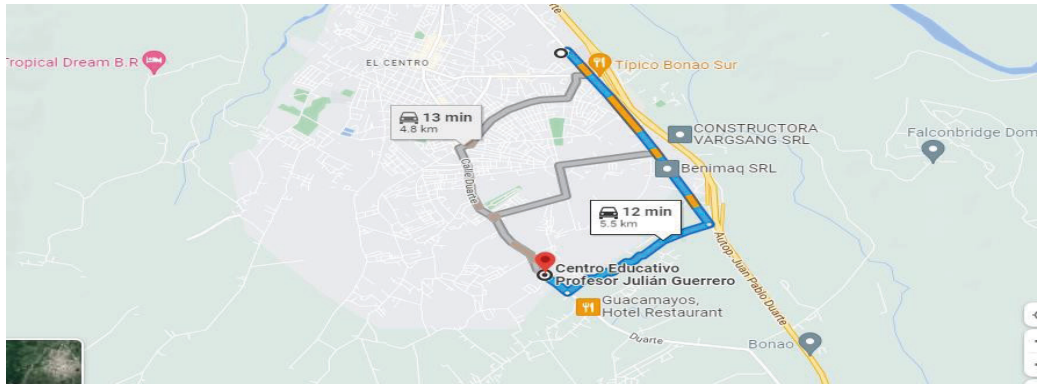 Tropical Dream B.R
EL CENTRO
Típico Bonao Sur
13 min
4.8 km
CONSTRUCTORA
VARGSANG SRL
Falconbridge Dom
Benimaq SRL
Calle Duarte
12 min
5.5 km
Autop. Juan Pablo Duarte
Centro Educativo
Profesor Julián Guerrero
Guacamayos,
Hotel Restaurant
Duarte
Bonao